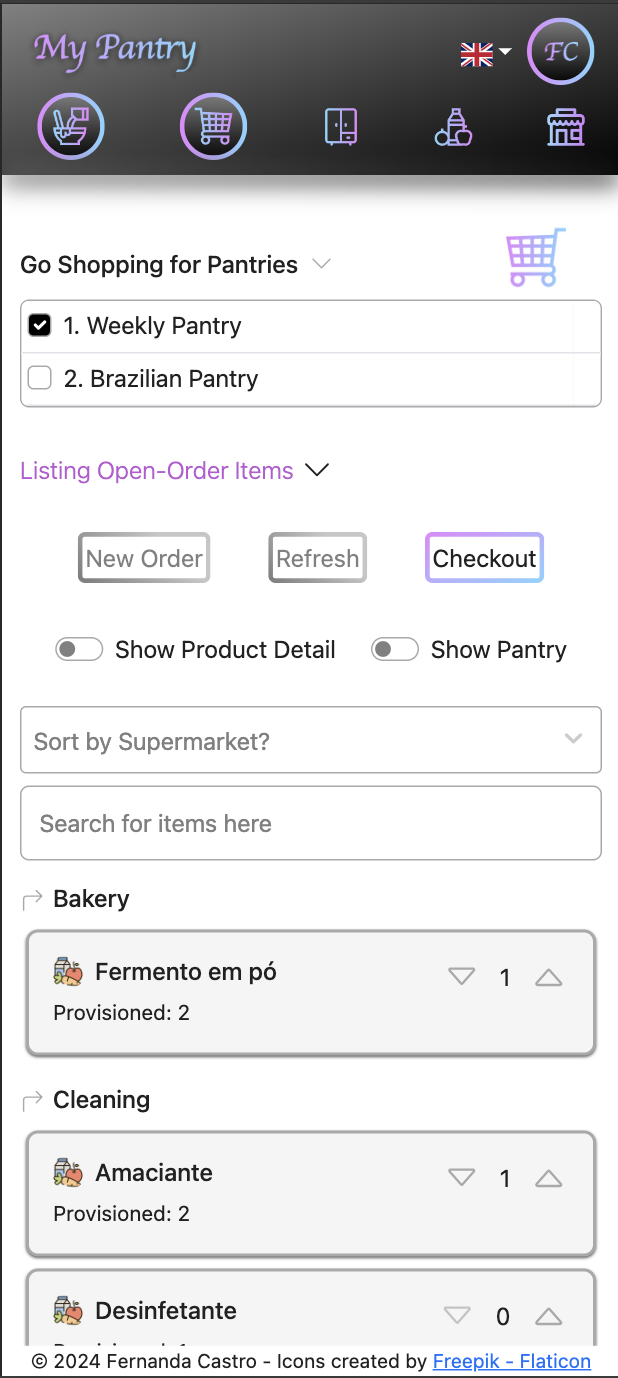 My Pantry
FC
Go Shopping for Pantries
1. Weekly Pantry
2. Brazilian Pantry
Listing Open-Order Items
New Order Refresh Checkout
Show Product Detail Show Pantry
Sort by Supermarket?
Search for items here
Bakery
Fermento em pó 1
Provisioned: 2
Cleaning
Amaciante 1
Provisioned: 2
Desinfetante 0
© 2024 Fernanda Castro - Icons created by Freepik - Flaticon